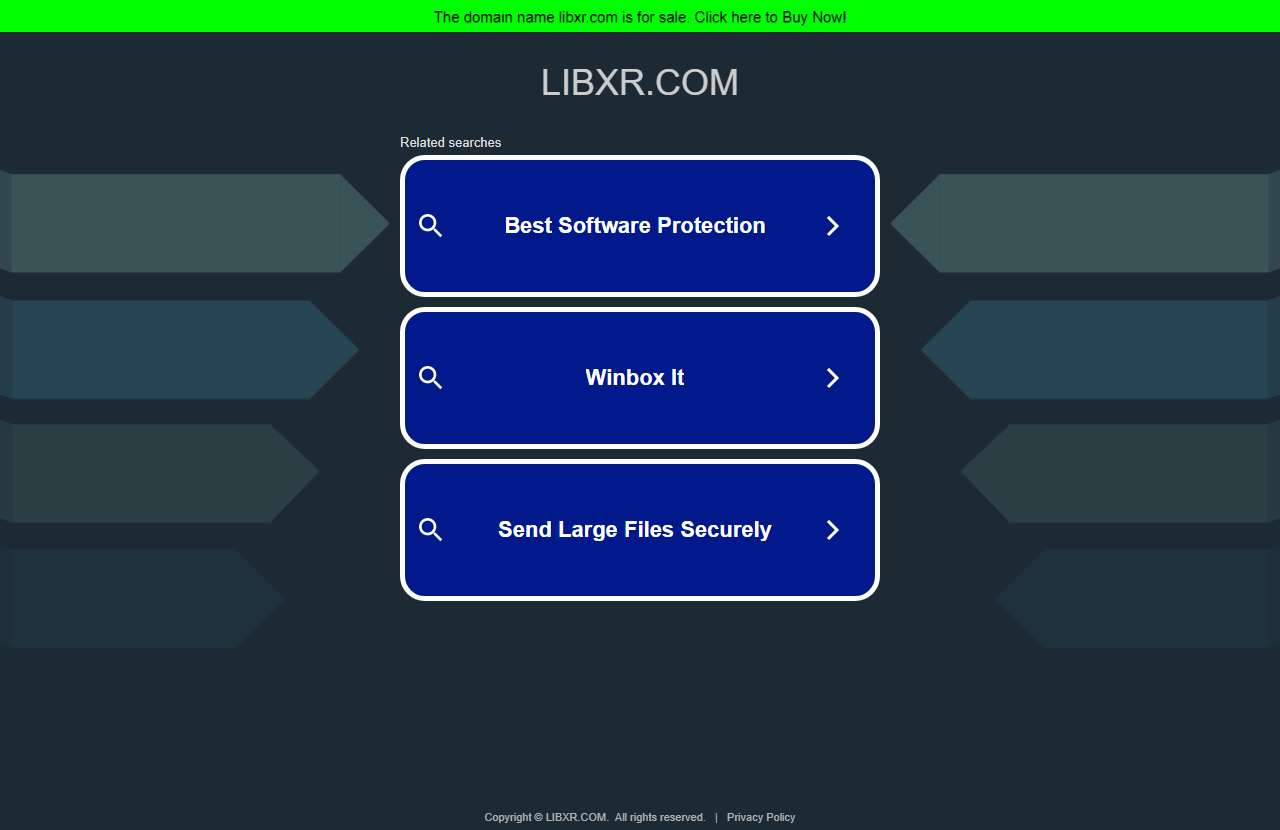 The domain name libxr.com is for sale. Click here to Buy Now!
LIBXR.COM
Related searches
Best Software Protection
Winbox It
Send Large Files Securely
Copyright © LIBXR.COM. All rights reserved. | Privacy Policy